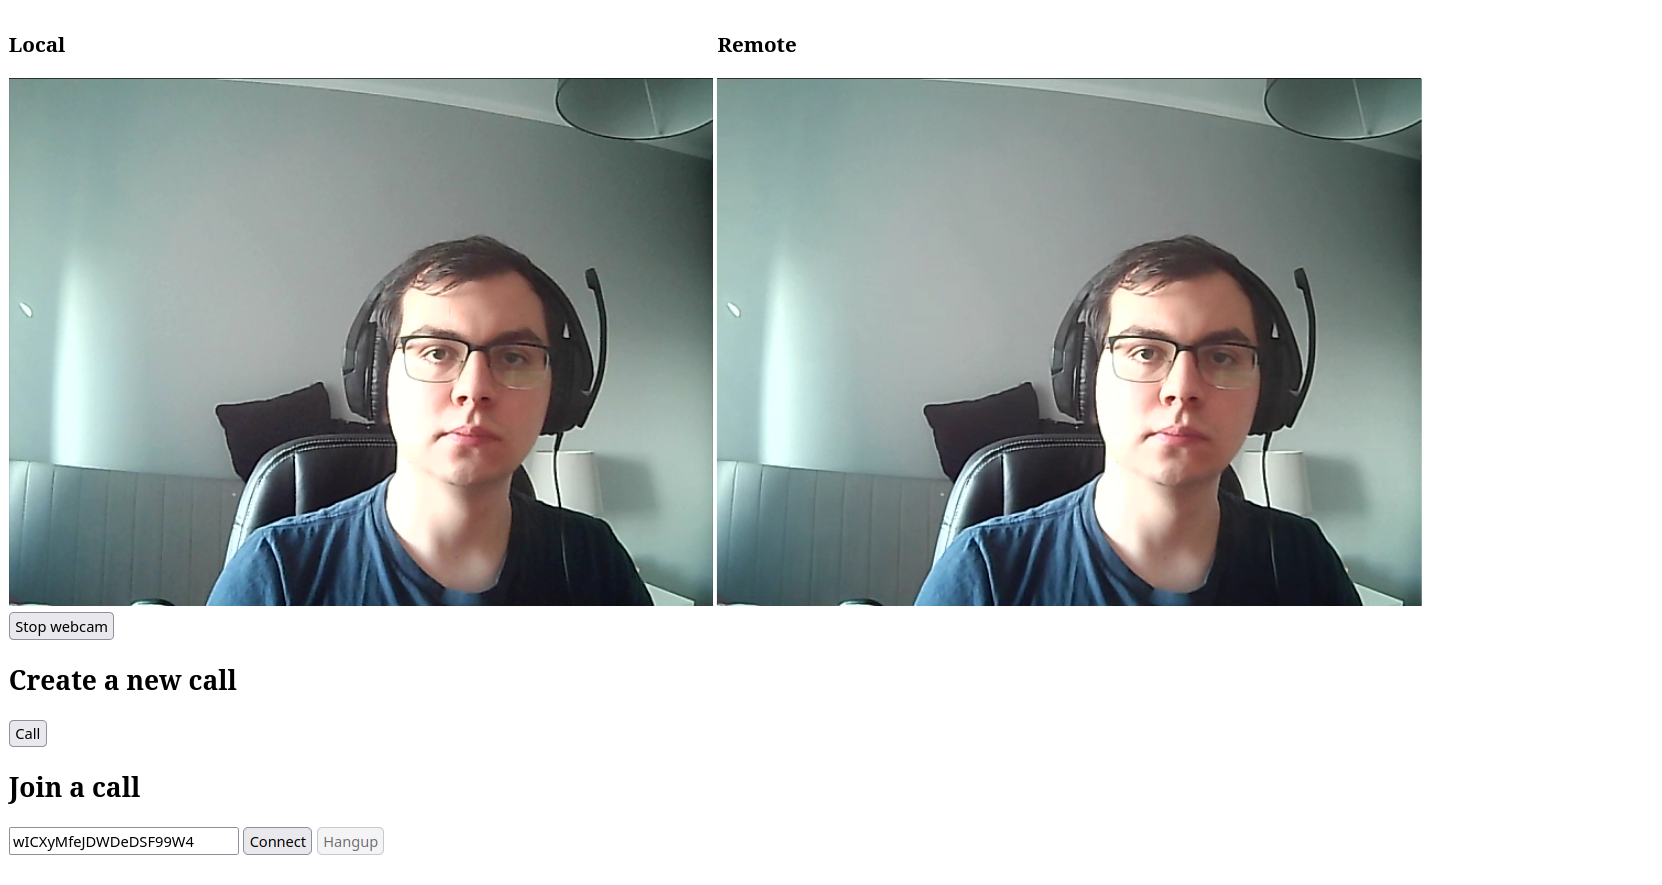 Local
Remote
Stop webcam
Create a new call
Call
Join a call
wICXyMfeJDWDeDSF99W4 Connect Hangup